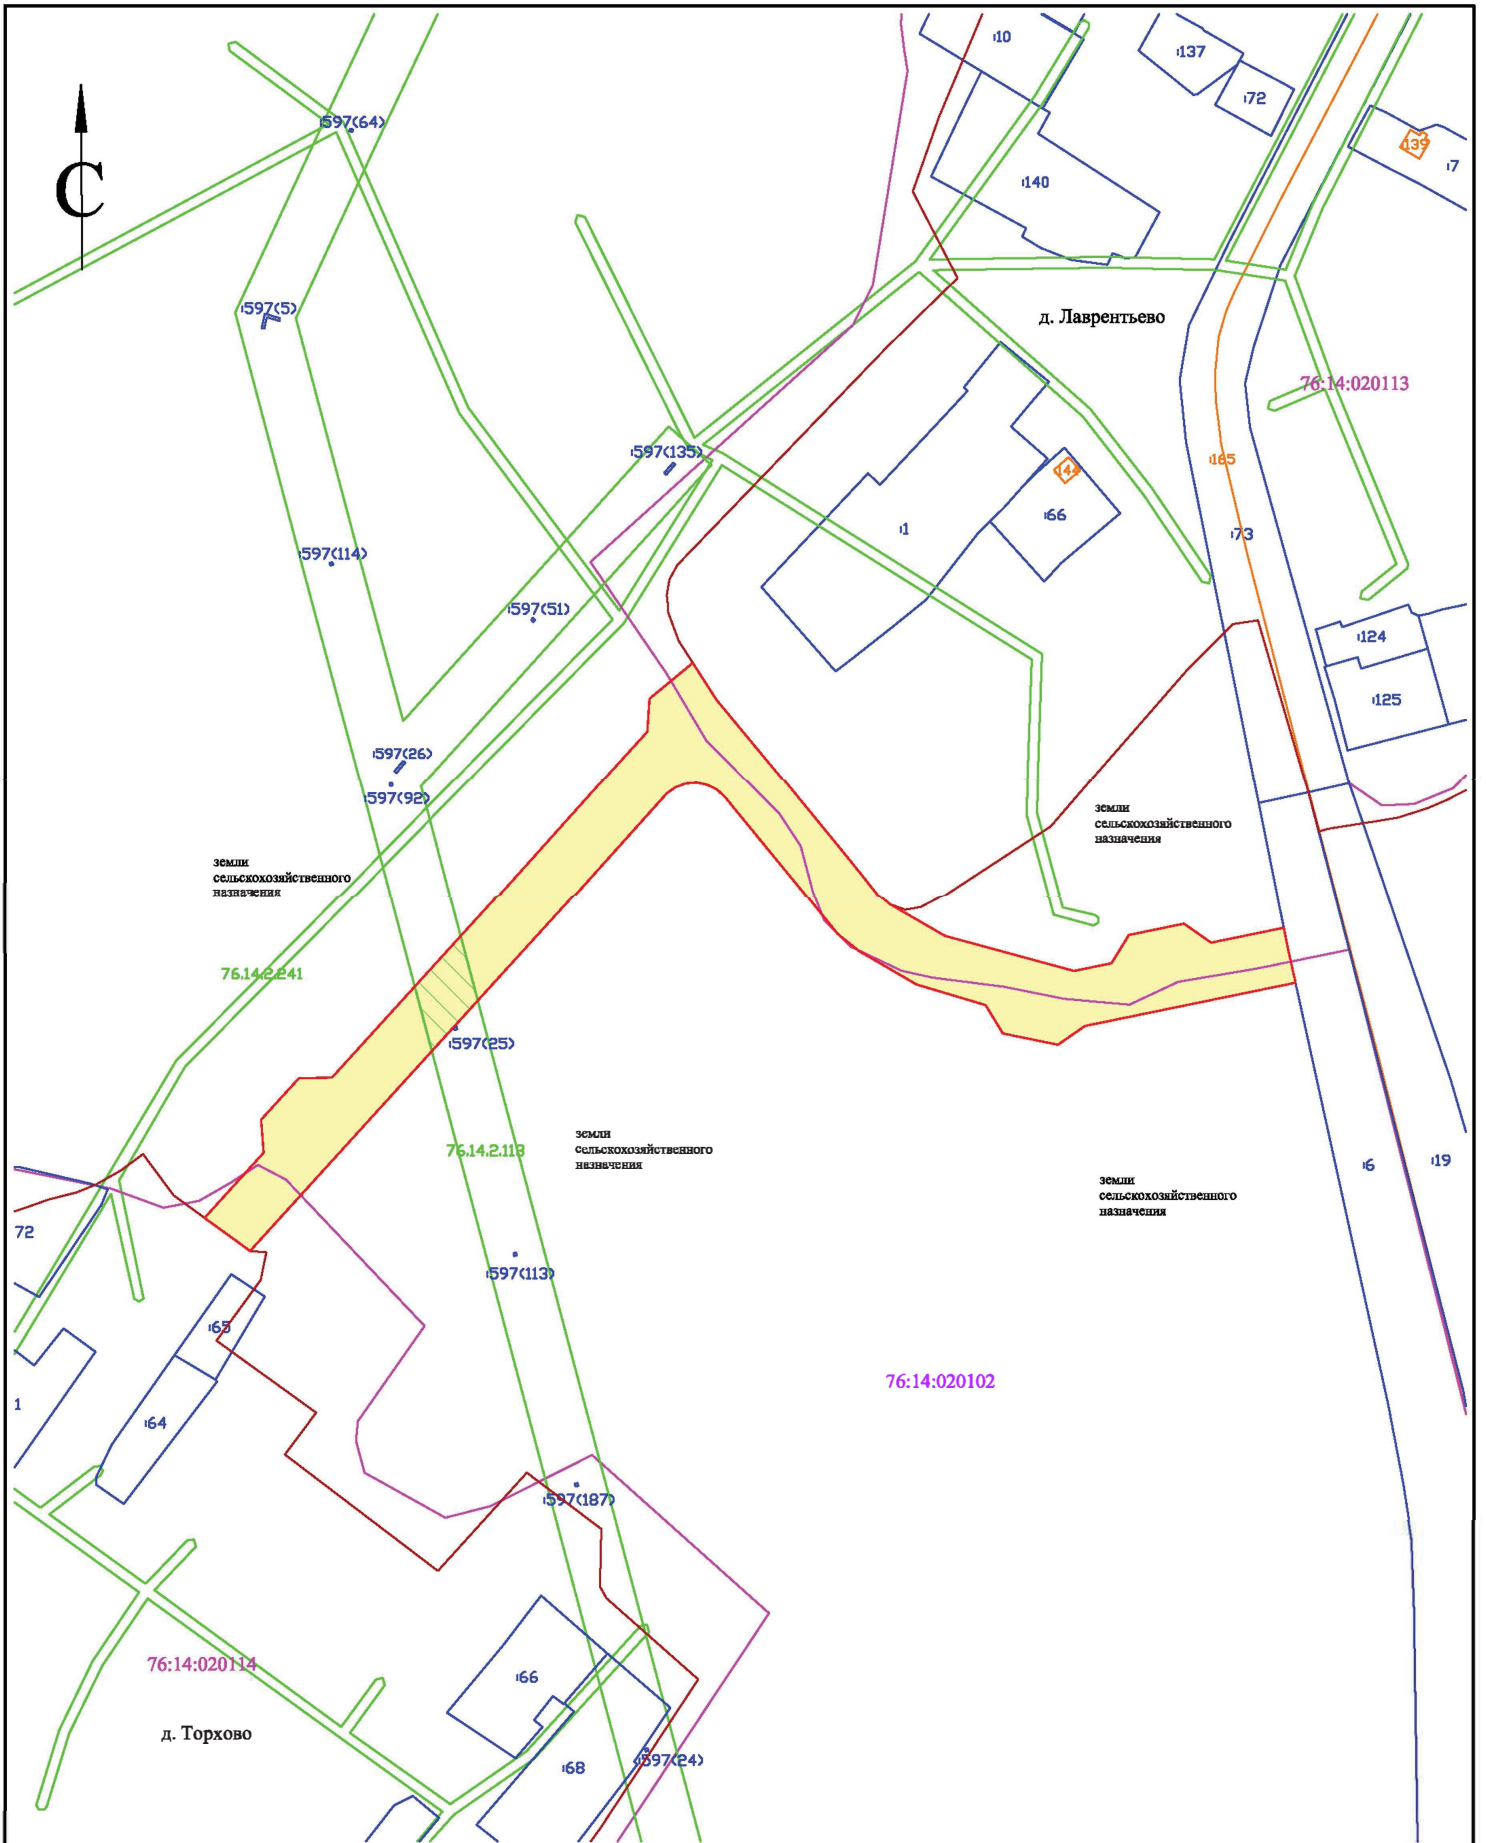 :10
:137
:72
:597(64)
:139
:7
С
:140
:597(5)
д. Лаврентьево
76:14:020113
:597(135)
:165
:144
:66
:1
:73
:597(114)
:597(51)
:124
:125
:597(26)
:597(92)
земли
сельскохозяйственного
назначения
земли
сельскохозяйственного
назначения
76.14.2.241
:597(25)
земли
сельскохозяйственного
назначения
76.14.2.113
:6
:19
земли
сельскохозяйственного
назначения
72
:597(113)
:65
76:14:020102
1
:64
:597(187)
76:14:020114
:66
д. Торхово
:68
:597(24)